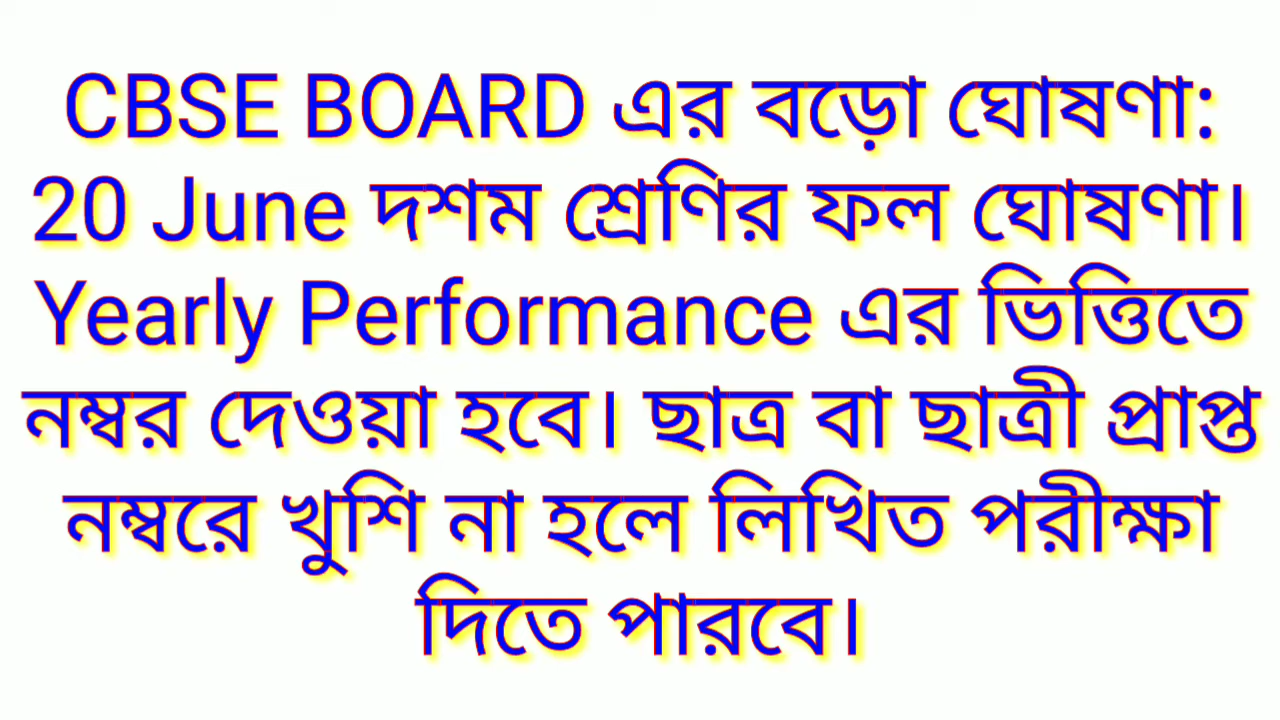 CBSE BOARD এর বড়ো ঘোষণা:
20 June দশম শ্রেণির ফল ঘোষণা।
Yearly Performance এর ভিত্তিতে
নম্বর দেওয়া হবে। ছাত্র বা ছাত্রী প্রাপ্ত
নম্বরে খুশি না হলে লিখিত পরীক্ষা
দিতে পারবে।